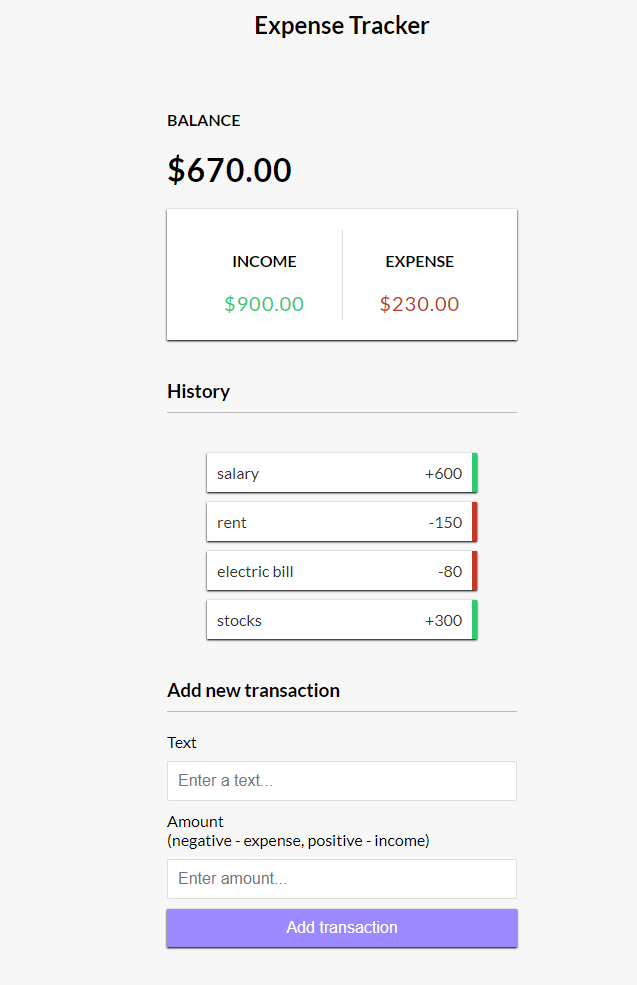 Expense Tracker
BALANCE
$670.00
INCOME
EXPENSE
$900.00
$230.00
History
salary +600
rent -150
electric bill -80
stocks +300
Add new transaction
Text
Enter a text...
Amount
(negative - expense, positive - income)
Enter amount...
Add transaction